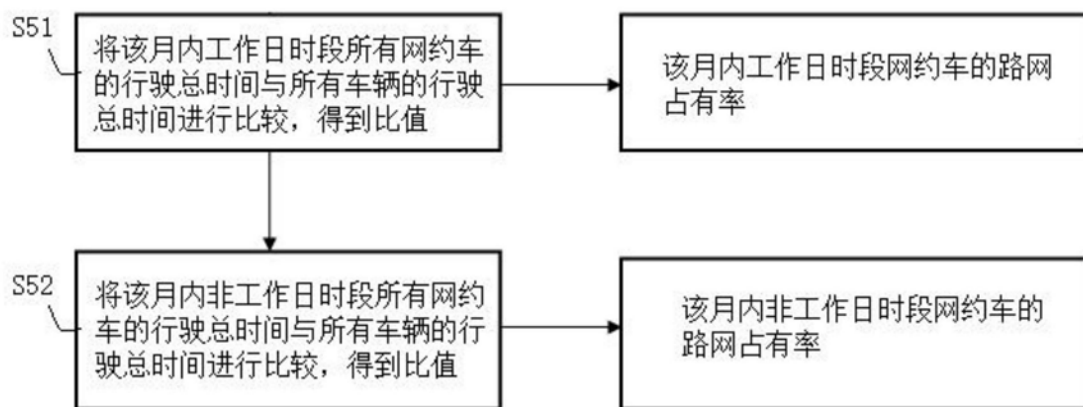 S51
将该月内工作日时段所有网约车
的行驶总时间与所有车辆的行驶
总时间进行比较，得到比值
该月内工作日时段网约车的路网
占有率
S52
将该月内非工作日时段所有网约
车的行驶总时间与所有车辆的行
驶总时间进行比较，得到比值
该月内非工作日时段网约车的
路网占有率